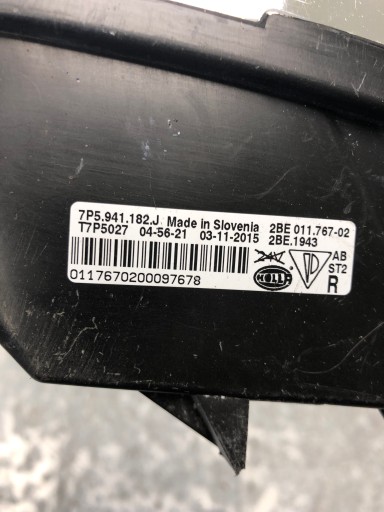 7P5.941.182.J Made in Slovenia 2BE 011.767-02
T7P5027 04-56-21 03-11-2015 2BE.1943
24V
AB
ST2
HELLA
R
0117670200097678